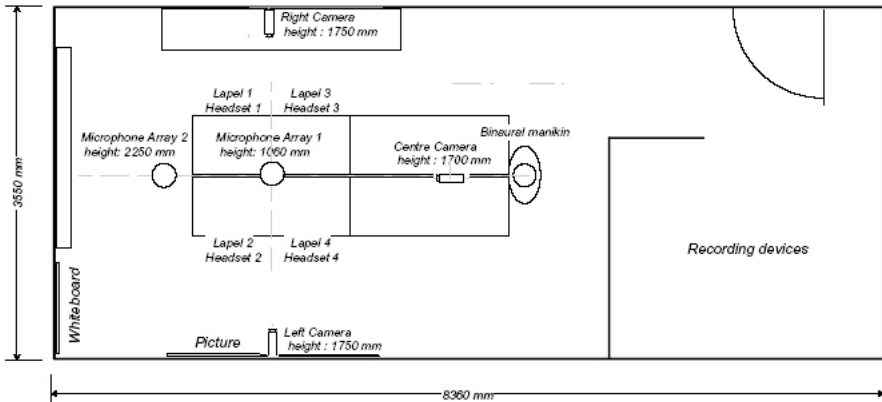 Right Camera
height : 1750 mm
Lapel 1
Headset 1
Lapel 3
Headset 3
Microphone Array 2
height: 2250 mm
Microphone Array 1
height: 1060 mm
Centre Camera
height : 1700 mm
Binaural manikin
3550 mm
Lapel 2
Headset 2
Lapel 4
Headset 4
Recording devices
Whiteboard
Picture
Left Camera
height : 1750 mm
8360 mm